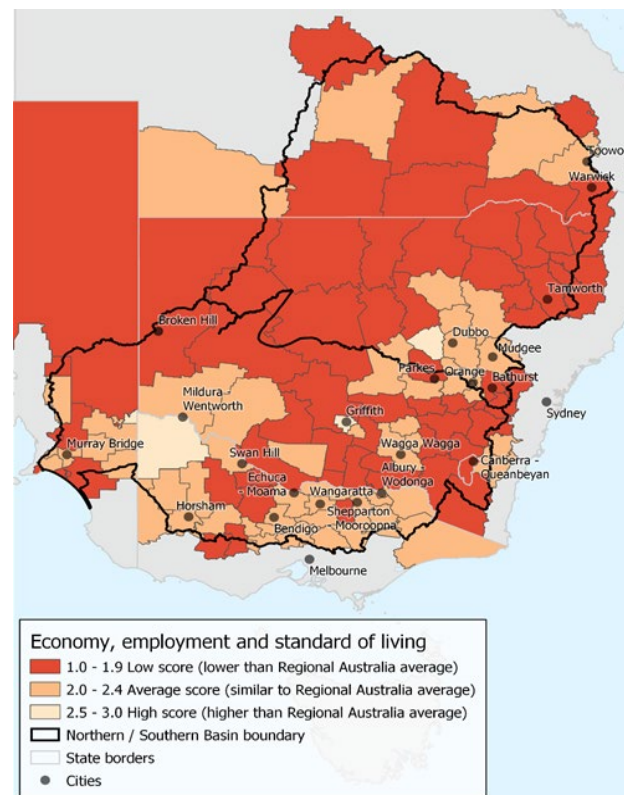 Toowo
Warwick
Tamworth
Broken Hill
Dubbo
Mudgee
Parkes
Orange
Bathurst
Mildura-
Wentworth
Griffith
Sydney
Murray Bridge
Swan Hill
Wagga Wagga
Canberra -
Queanbeyan
Echuca
- Moama
Albury -
Wodonga
Horsham
Wangaratta
Shepparton
Mooroopna
Bendigo
Melbourne
Economy, employment and standard of living
1.0 - 1.9 Low score (lower than Regional Australia average)
2.0 - 2.4 Average score (similar to Regional Australia average)
2.5 - 3.0 High score (higher than Regional Australia average)
Northern / Southern Basin boundary
State borders
Cities